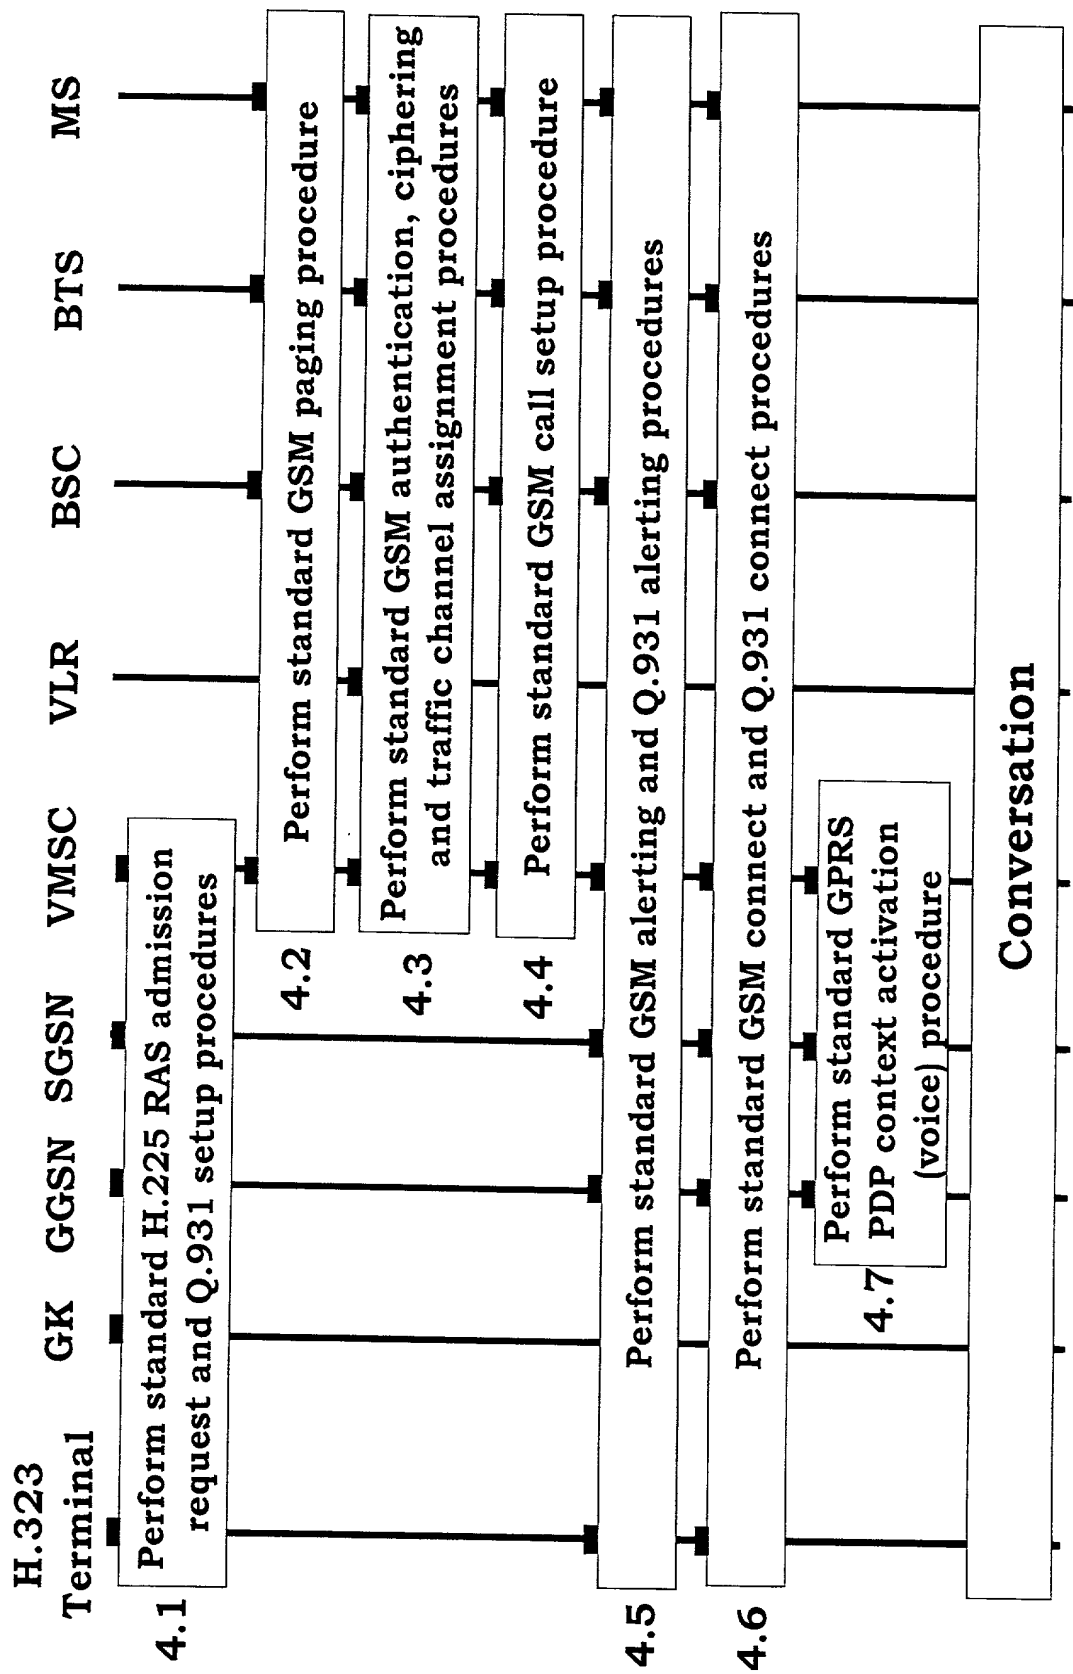 H.323
Terminal GK GGSN SGSN VMSC VLR BSC BTS MS
4.1 Perform standard H.225 RAS admission
request and Q.931 setup procedures
4.2 Perform standard GSM paging procedure
4.3 Perform standard GSM authentication, ciphering
and traffic channel assignment procedures
4.4 Perform standard GSM call setup procedure
4.5 Perform standard GSM alerting and Q.931 alerting procedures
4.6 Perform standard GSM connect and Q.931 connect procedures
Perform standard GPRS
4.7 PDP context activation
(voice) procedure
Conversation